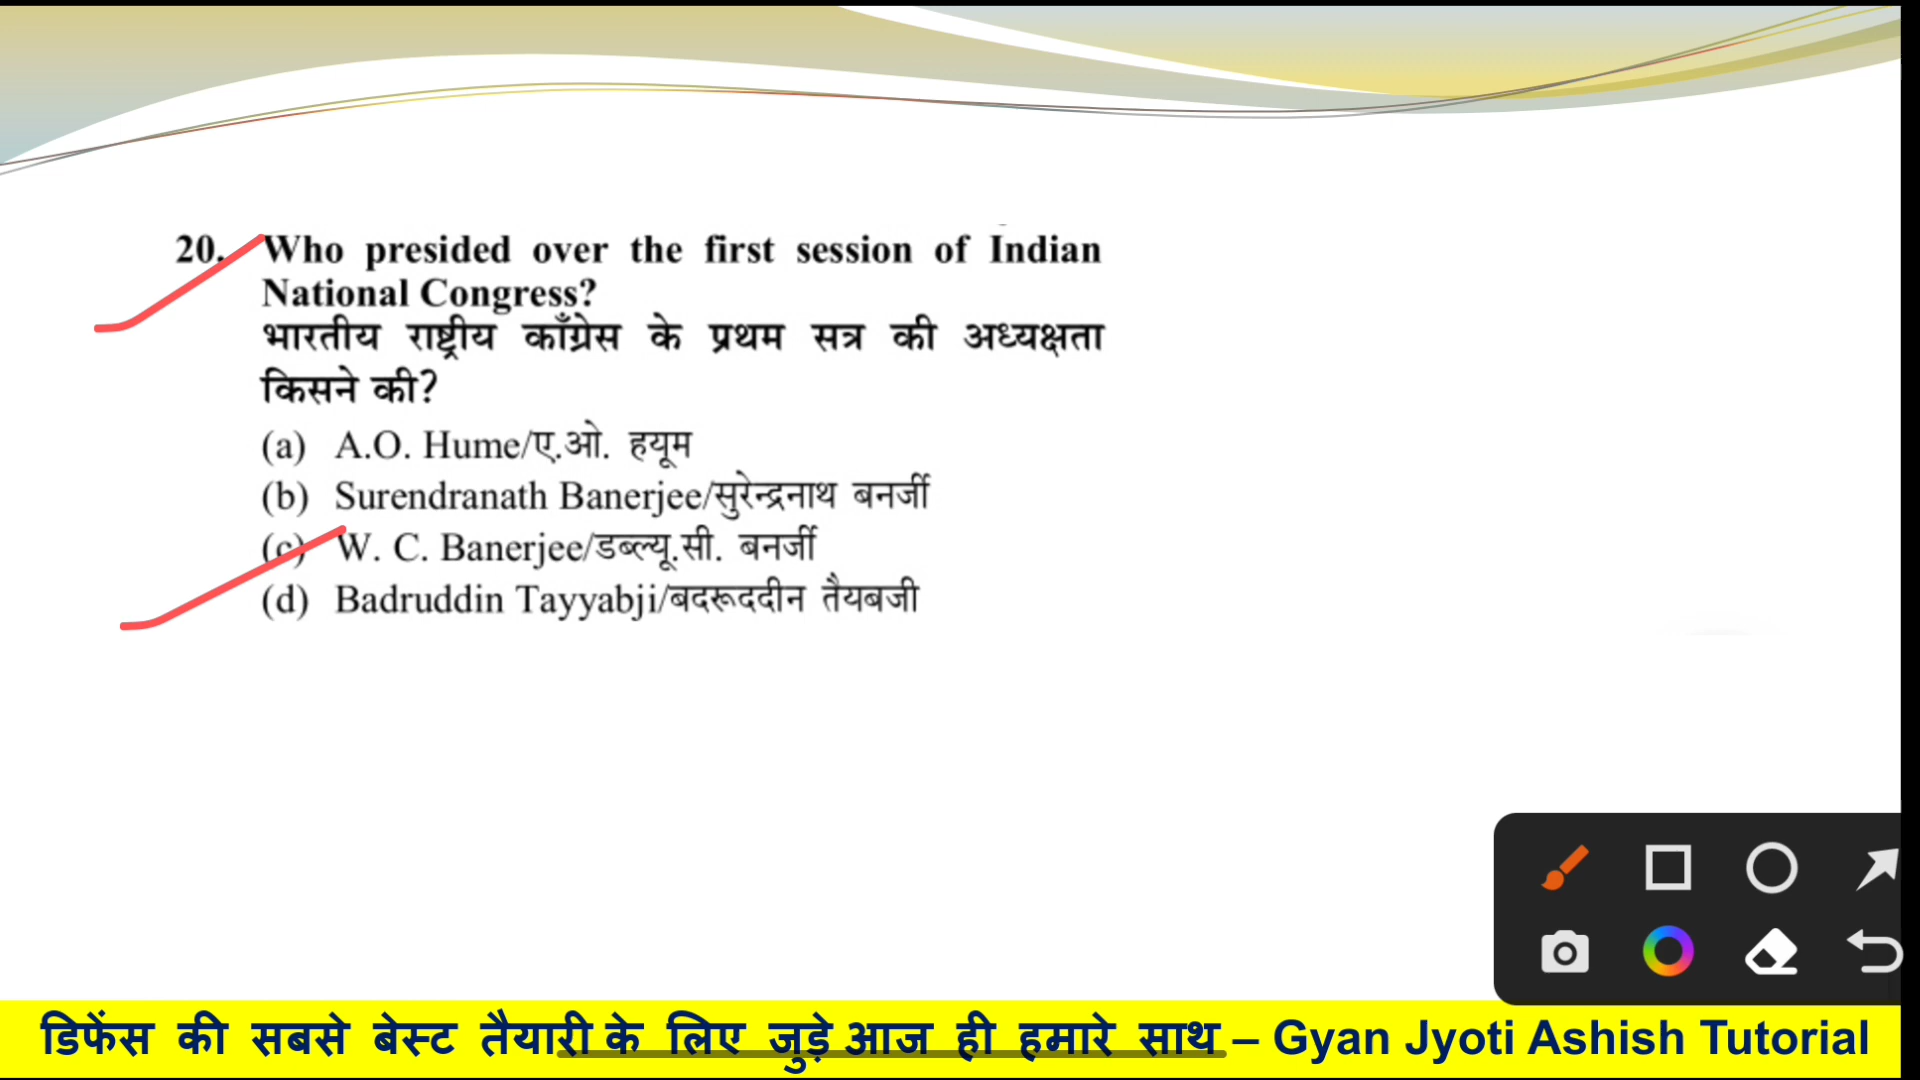 20. Who presided over the first session of Indian
National Congress?
भारतीय राष्ट्रीय काँग्रेस के प्रथम सत्र की अध्यक्षता
किसने की?
(a) A.O. Hume/ए.ओ. हयूम
(b) Surendranath Banerjee/सुरेन्द्रनाथ बनर्जी
(c) W. C. Banerjee/डब्ल्यू.सी. बनर्जी
(d) Badruddin Tayyabji/बदरूददीन तैयबजी
डिफेंस की सबसे बेस्ट तैयारी के लिए जुड़े आज ही हमारे साथ – Gyan Jyoti Ashish Tutorial